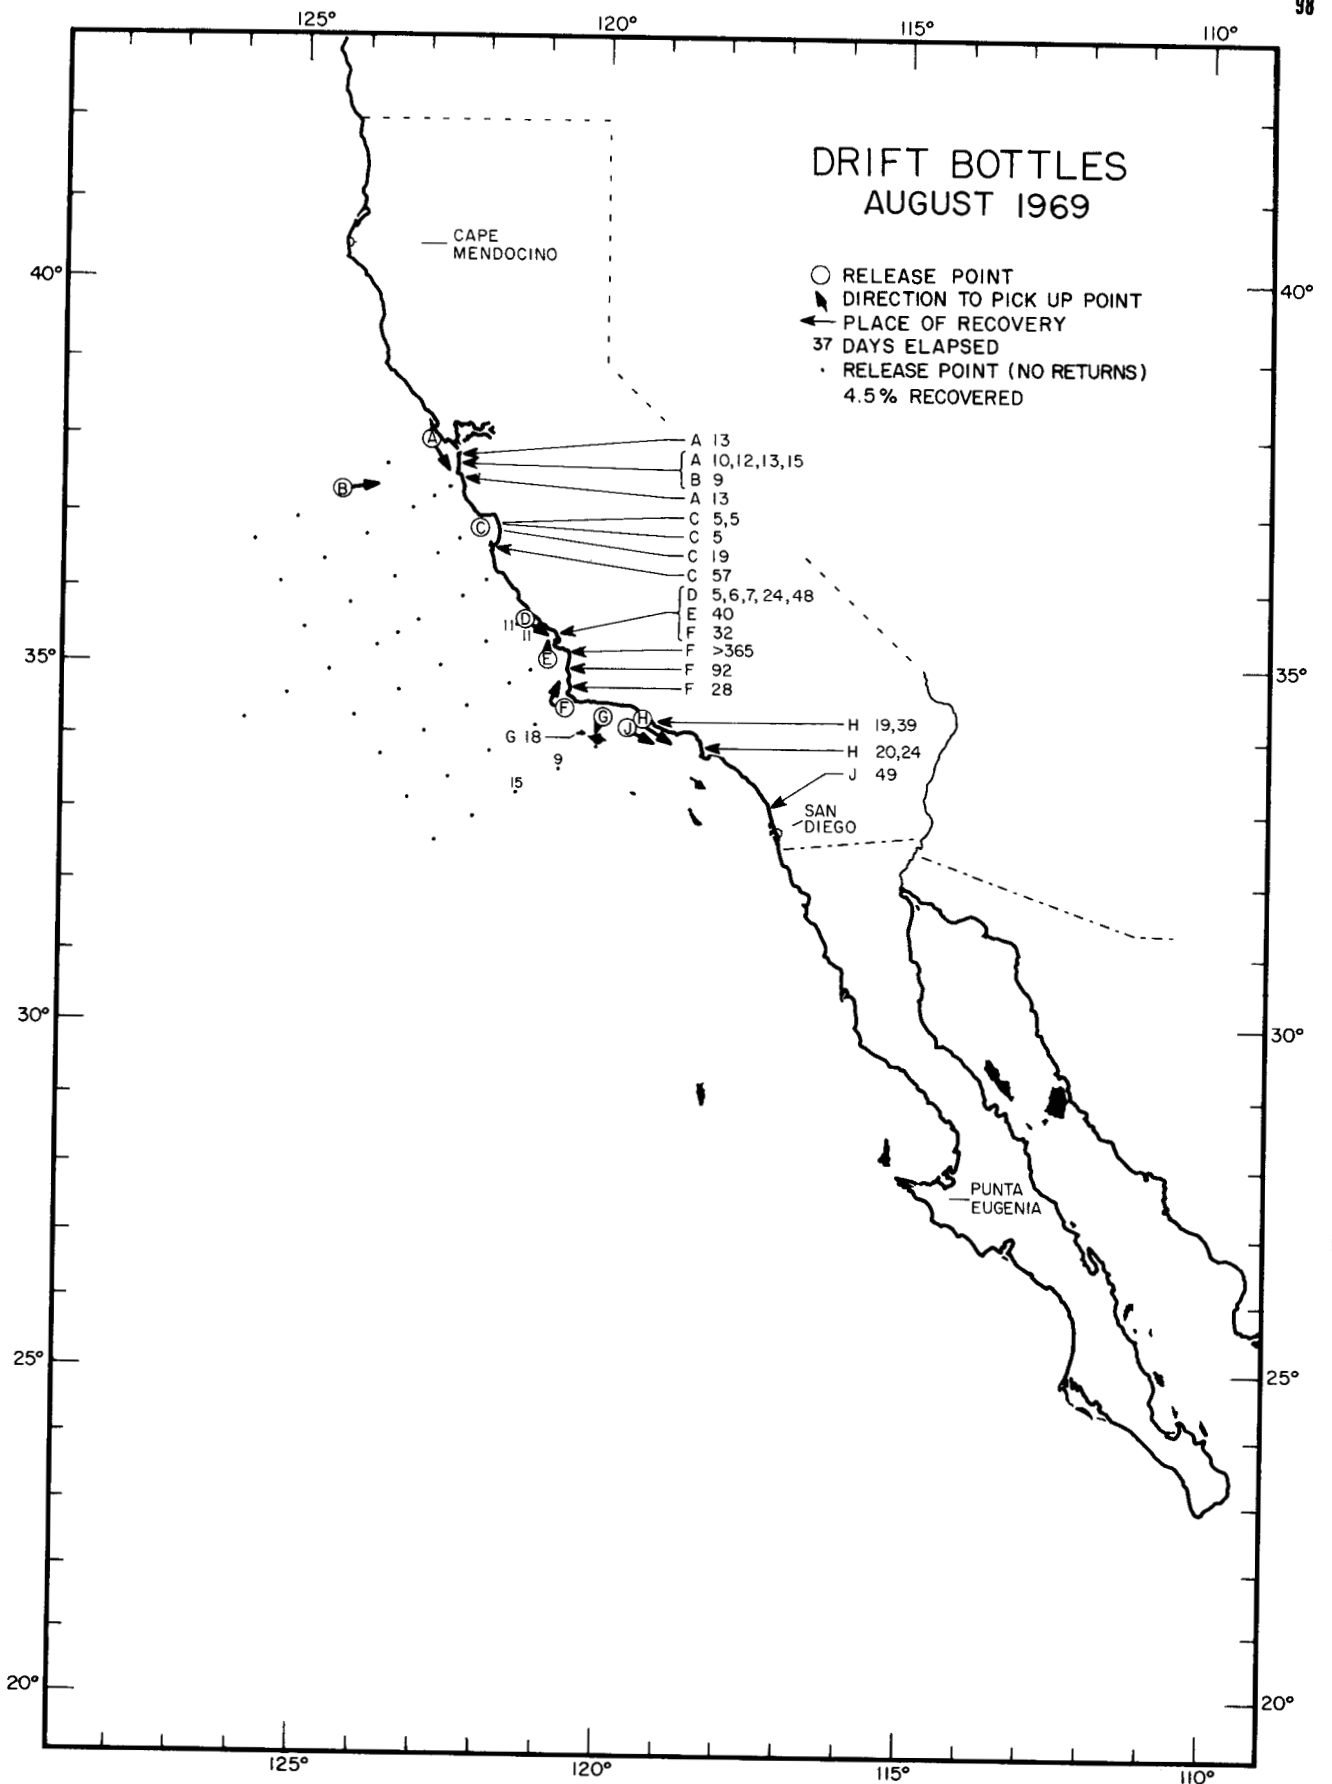 98
125°
120°
115°
110°
DRIFT BOTTLES
AUGUST 1969
CAPE
MENDOCINO
40°
40°
RELEASE POINT
DIRECTION TO PICK UP POINT
PLACE OF RECOVERY
37 DAYS ELAPSED
RELEASE POINT (NO RETURNS)
4.5% RECOVERED
A
A 13
A 10,12,13,15
B 9
B
A 13
C
C 5,5
C 5
C 19
C 57
D 5,6,7,24,48
E 40
F 32
D
11
11
E
F >365
F 92
F 28
35°
35°
F
G
H
J
G 18
H 19,39
H 20,24
J 49
9
15
SAN
DIEGO
30°
30°
PUNTA
EUGENIA
25°
25°
20°
20°
125°
120°
115°
110°